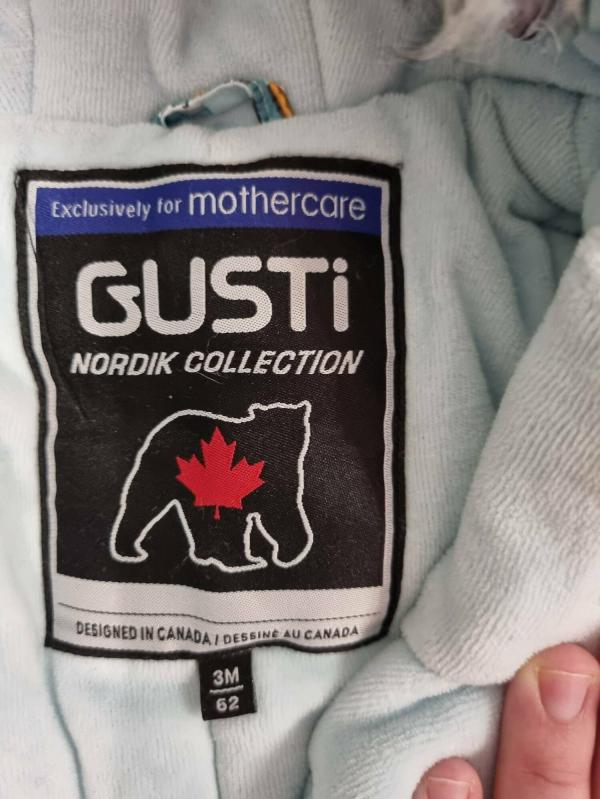 Exclusively for mothercare
GUSTi
NORDIK COLLECTION
DESIGNED IN CANADA / DESSINÉ AU CANADA
3M
62